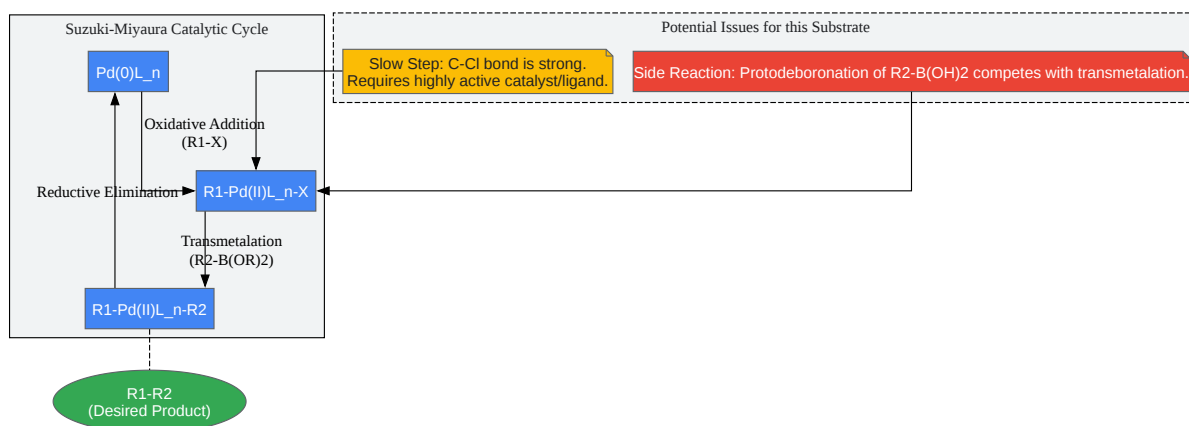 Suzuki-Miyaura Catalytic Cycle
Potential Issues for this Substrate
Pd(0)L_n
Slow Step: C-Cl bond is strong.
Requires highly active catalyst/ligand.
Side Reaction: Protodeboronation of R2-B(OH)2 competes with transmetalation.
Oxidative Addition
(R1-X)
Reductive Elimination
R1-Pd(II)L_n-X
Transmetalation
(R2-B(OR)2)
R1-Pd(II)L_n-R2
R1-R2
(Desired Product)